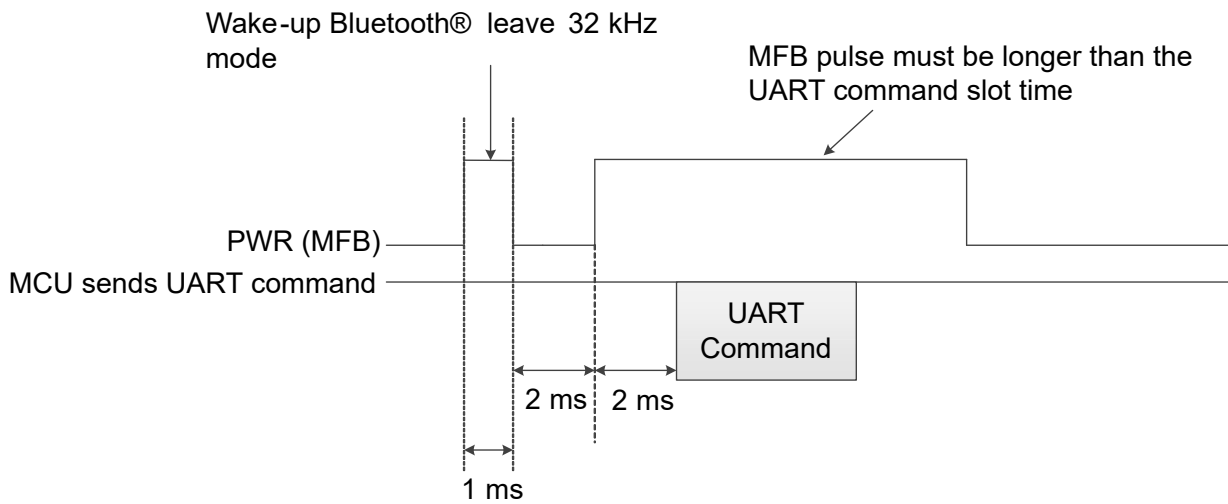 Wake-up Bluetooth® leave 32 kHz
mode
MFB pulse must be longer than the
UART command slot time
PWR (MFB)
MCU sends UART command
UART
Command
2 ms
2 ms
1 ms